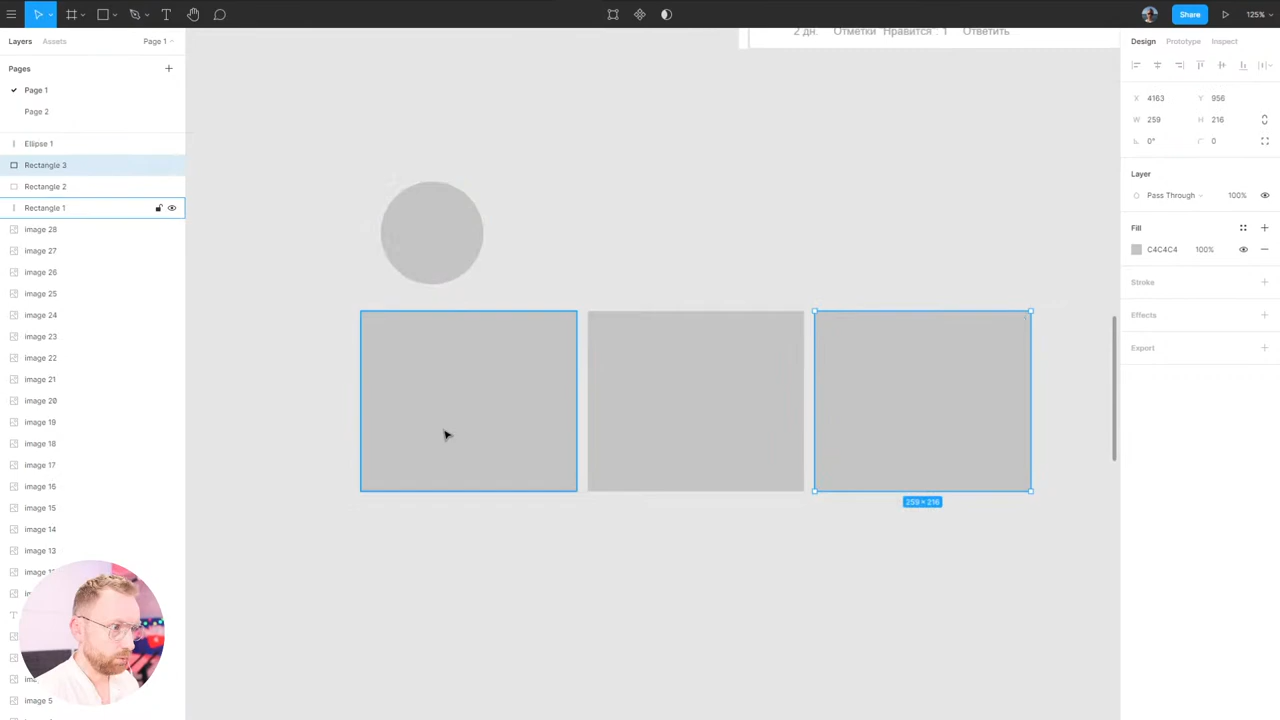 Share
125%
Layers
Assets
Page 1
2 дн.
Отметки "Нравится": 1
Ответить
Design
Prototype
Inspect
Pages
Page 1
Page 2
X 4163
Y 956
W 259
H 216
0°
0
Ellipse 1
Rectangle 3
Rectangle 2
Rectangle 1
Layer
Pass Through
100%
Fill
C4C4C4
100%
Stroke
Effects
Export
image 28
image 27
image 26
image 25
image 24
image 23
image 22
image 21
image 20
image 19
image 18
image 17
image 16
image 15
image 14
image 13
image 5
259 × 216